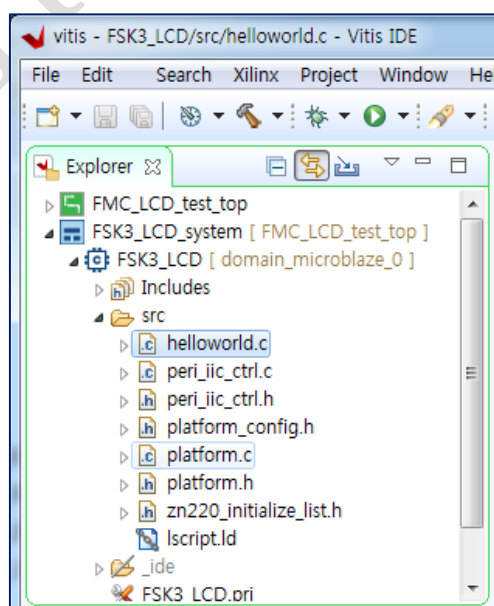 vitis - FSK3_LCD/src/helloworld.c - Vitis IDE
File Edit Search Xilinx Project Window He
Explorer
FMC_LCD_test_top
FSK3_LCD_system [ FMC_LCD_test_top ]
FSK3_LCD [ domain_microblaze_0 ]
Includes
src
helloworld.c
peri_iic_ctrl.c
peri_iic_ctrl.h
platform_config.h
platform.c
platform.h
zn220_initialize_list.h
lscript.ld
_ide
FSK3_LCD.prj